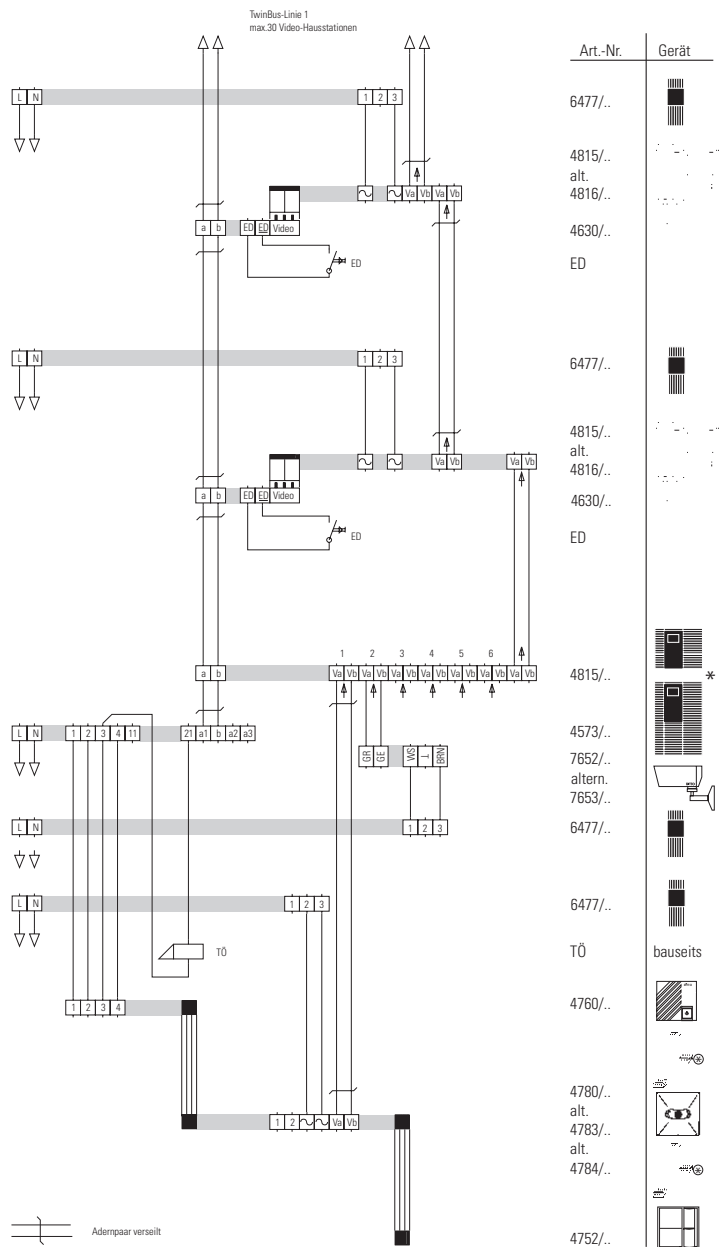 TwinBus-Linie 1
max.30 Video-Hausstationen
Art.-Nr. Gerät
L N 1 2 3 6477/..
4815/..
alt.
Va Vb Va Vb 4816/..
a b ED ED Video 4630/..
ED ED
L N 1 2 3 6477/..
4815/..
alt.
Va Vb Va Vb 4816/..
a b ED ED Video 4630/..
ED ED
1 2 3 4 5 6
a b Va Vb Va Vb Va Vb Va Vb Va Vb Va Vb Va Vb 4815/.. *
L N 1 2 3 4 11 21 a1 b a2 a3 4573/..
GR GE WS ⊥ BRN 7652/..
altern.
7653/..
L N 1 2 3 6477/..
L N 1 2 3 6477/..
TÖ TÖ bauseits
1 2 3 4 4760/..
4780/..
alt.
1 2 Va Vb 4783/..
alt.
4784/..
Adernpaar verseilt
4752/..